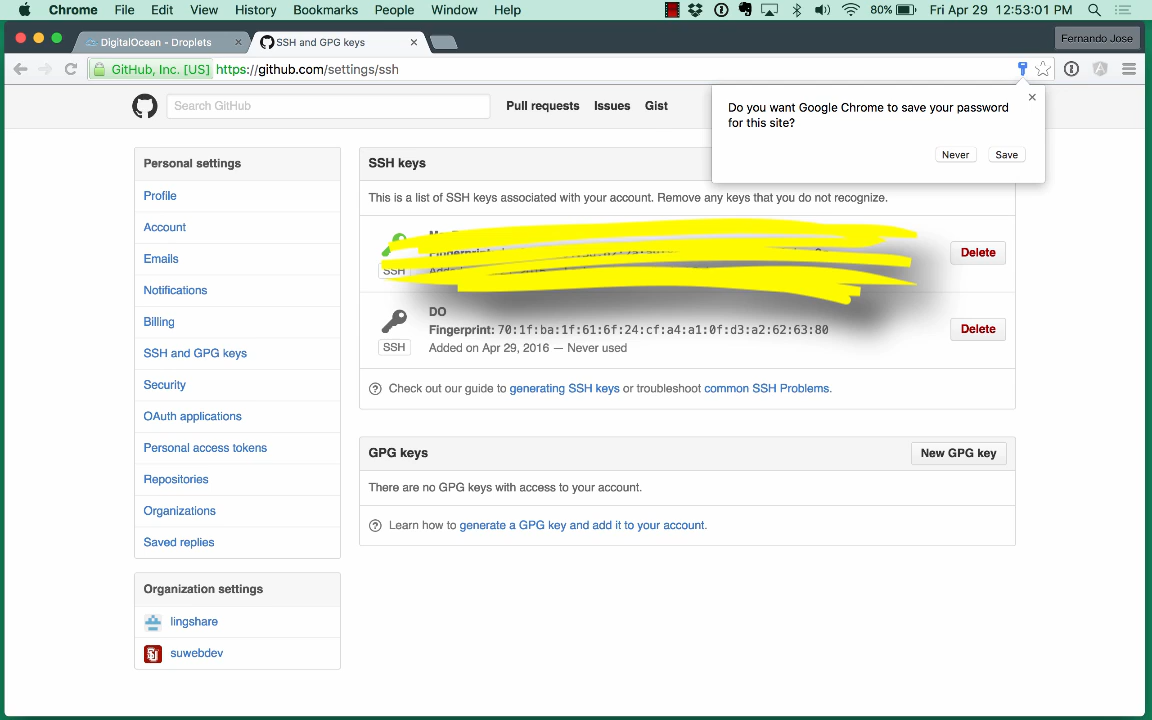 Chrome File Edit View History Bookmarks People Window Help 80% Fri Apr 29 12:53:01 PM
DigitalOcean - Droplets
SSH and GPG keys
Fernando Jose
GitHub, Inc. [US] https://github.com/settings/ssh
Do you want Google Chrome to save your password
for this site?
Never Save
Search GitHub Pull requests Issues Gist
Personal settings
Profile
Account
Emails
Notifications
Billing
SSH and GPG keys
Security
OAuth applications
Personal access tokens
Repositories
Organizations
Saved replies
Organization settings
lingshare
suwebdev
SSH keys
This is a list of SSH keys associated with your account. Remove any keys that you do not recognize.
SSH
Delete
DO
Fingerprint: 70:1f:ba:1f:61:6f:24:cf:a4:a1:0f:d3:a2:62:63:80
SSH
Added on Apr 29, 2016 — Never used
Delete
Check out our guide to generating SSH keys or troubleshoot common SSH Problems.
GPG keys
New GPG key
There are no GPG keys with access to your account.
Learn how to generate a GPG key and add it to your account.